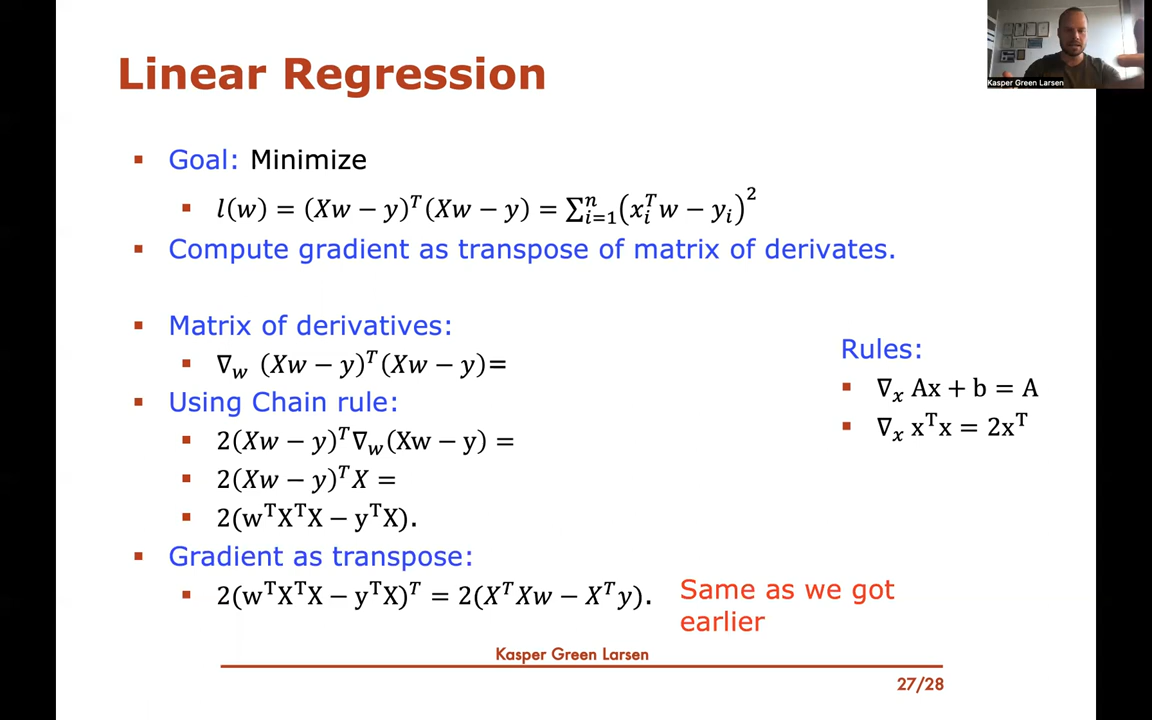 Linear Regression
Kasper Green Larsen
Goal: Minimize
l(w) = (Xw − y)ᵀ(Xw − y) = ∑ⁿᵢ₌₁(xᵢᵀw − yᵢ)²
Compute gradient as transpose of matrix of derivates.
Matrix of derivatives:
∇_w (Xw − y)ᵀ(Xw − y)=
Using Chain rule:
2(Xw − y)ᵀ∇_w(Xw − y) =
2(Xw − y)ᵀX =
2(wᵀXᵀX − yᵀX).
Gradient as transpose:
2(wᵀXᵀX − yᵀX)ᵀ = 2(XᵀXw − Xᵀy).
Same as we got
earlier
Rules:
∇ₓ Ax + b = A
∇ₓ xᵀx = 2xᵀ
Kasper Green Larsen
27/28